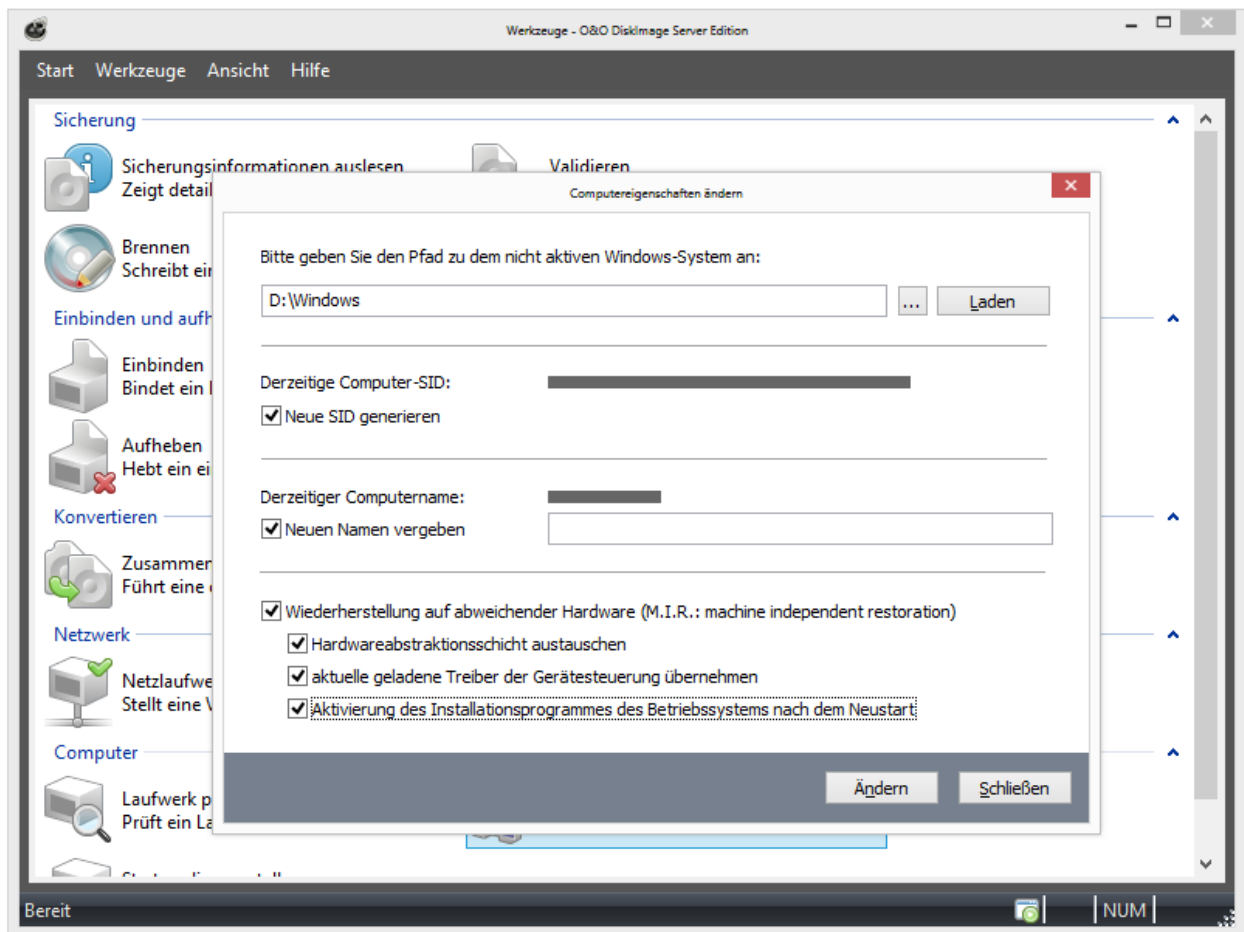 Werkzeuge - O&O DiskImage Server Edition
Start Werkzeuge Ansicht Hilfe
Sicherung
Sicherungsinformationen auslesen
Zeigt detail
Validieren
Brennen
Schreibt ein
Einbinden und aufh
Einbinden
Bindet ein
Aufheben
Hebt ein ei
Konvertieren
Zusammen
Führt eine
Netzwerk
Netzlaufwe
Stellt eine V
Computer
Laufwerk p
Prüft ein La
Computereigenschaften ändern
Bitte geben Sie den Pfad zu dem nicht aktiven Windows-System an:
D:\Windows
... Laden
Derzeitige Computer-SID:
Neue SID generieren
Derzeitiger Computername:
Neuen Namen vergeben
Wiederherstellung auf abweichender Hardware (M.I.R.: machine independent restoration)
Hardwareabstraktionsschicht austauschen
aktuelle geladene Treiber der Gerätesteuerung übernehmen
Aktivierung des Installationsprogrammes des Betriebssystems nach dem Neustart
Ändern Schließen
Bereit
NUM